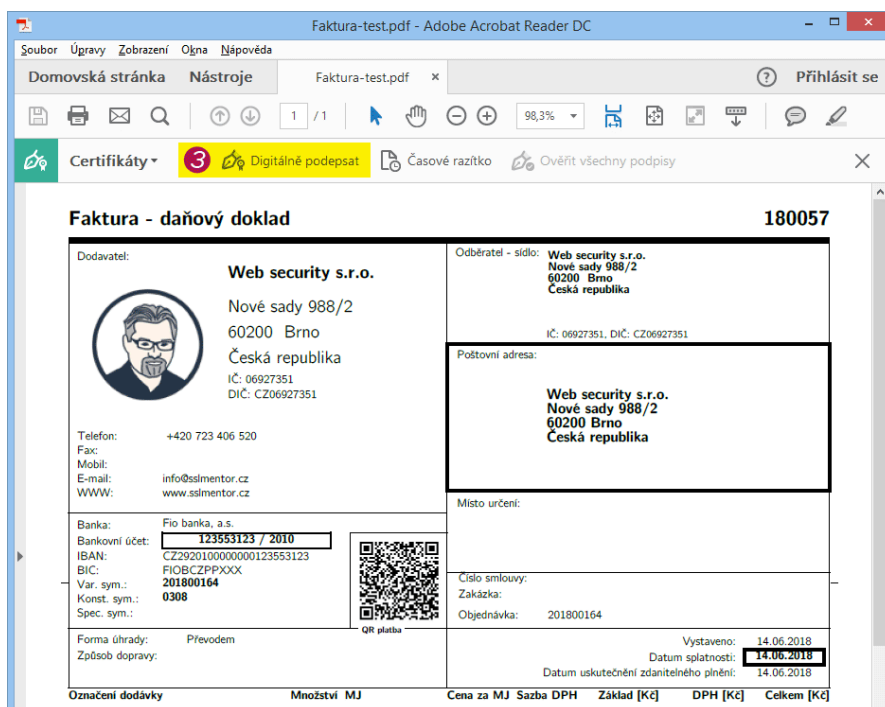 Faktura-test.pdf - Adobe Acrobat Reader DC
Soubor Úpravy Zobrazení Okna Nápověda
Domovská stránka Nástroje Faktura-test.pdf × ? Přihlásit se
1 / 1 98,3%
Certifikáty 3 Digitálně podepsat Časové razítko Ověřit všechny podpisy
Faktura - daňový doklad 180057
Dodavatel:
Web security s.r.o.
Nové sady 988/2
60200 Brno
Česká republika
IČ: 06927351
DIČ: CZ06927351
Telefon: +420 723 406 520
Fax:
Mobil:
E-mail: info@sslmentor.cz
WWW: www.sslmentor.cz
Odběratel - sídlo: Web security s.r.o.
Nové sady 988/2
60200 Brno
Česká republika
IČ: 06927351, DIČ: CZ06927351
Poštovní adresa:
Web security s.r.o.
Nové sady 988/2
60200 Brno
Česká republika
Místo určení:
Banka: Fio banka, a.s.
Bankovní účet: 123553123 / 2010
IBAN: CZ2920100000000123553123
BIC: FIOBCZPPXXX
Var. sym.: 201800164
Konst. sym.: 0308
Spec. sym.:
QR platba
Číslo smlouvy:
Zakázka:
Objednávka: 201800164
Forma úhrady: Převodem
Způsob dopravy:
Vystaveno: 14.06.2018
Datum splatnosti: 14.06.2018
Datum uskutečnění zdanitelného plnění: 14.06.2018
Označení dodávky Množství MJ Cena za MJ Sazba DPH Základ [Kč] DPH [Kč] Celkem [Kč]